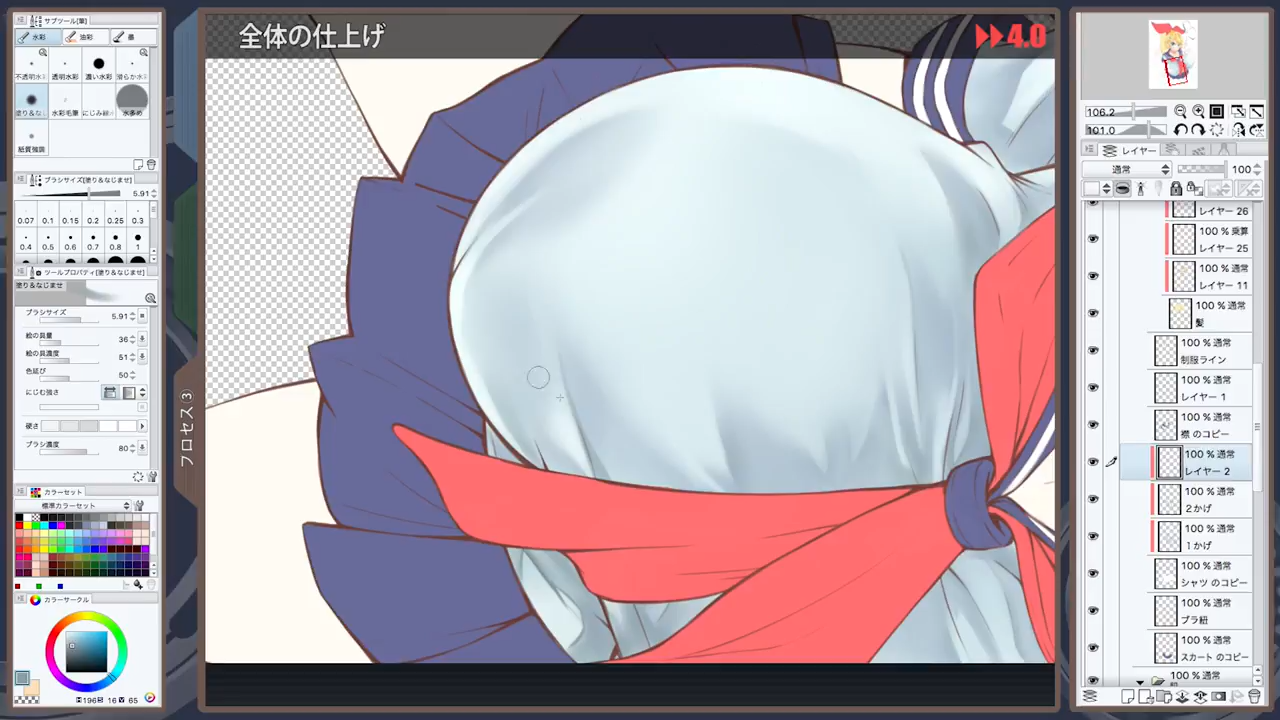 サブツール[筆]
水彩
油彩
墨
不透明水彩
透明水彩
濃い水彩
滑らか水彩
塗り&なじ
水彩毛筆
にじみ縁
水多め
紙質強調
ブラシサイズ[塗り&なじませ]
5.91
0.07 0.1 0.15 0.2 0.25 0.3
0.4 0.5 0.6 0.7 0.8 1
ツールプロパティ[塗り&なじませ]
塗り&なじませ
ブラシサイズ 5.91
絵の具量 36
絵の具濃度 51
色延び 50
にじむ強さ
硬さ
ブラシ濃度 80
カラーセット
標準カラーセット
カラーサークル
H 196 S 16 V 65
プロセス③
全体の仕上げ
4.0
106.2
101.0
レイヤー
通常 100
レイヤー 26
100 % 乗算
レイヤー 25
100 % 通常
レイヤー 11
100 % 通常
髪
100 % 通常
制服ライン
100 % 通常
レイヤー 1
100 % 通常
襟 のコピー
100 % 通常
レイヤー 2
100 % 通常
2かげ
100 % 通常
1かげ
100 % 通常
シャツ のコピー
100 % 通常
ブラ紐
100 % 通常
スカート のコピー
100 % 通常